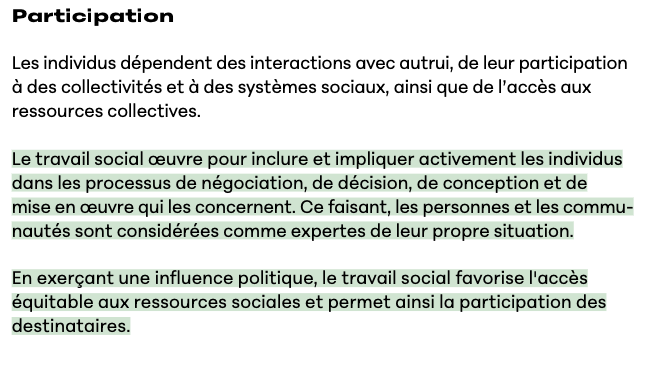 Participation
Les individus dépendent des interactions avec autrui, de leur participation
à des collectivités et à des systèmes sociaux, ainsi que de l'accès aux
ressources collectives.
Le travail social œuvre pour inclure et impliquer activement les individus
dans les processus de négociation, de décision, de conception et de
mise en œuvre qui les concernent. Ce faisant, les personnes et les commu-
nautés sont considérées comme expertes de leur propre situation.
En exerçant une influence politique, le travail social favorise l'accès
équitable aux ressources sociales et permet ainsi la participation des
destinataires.